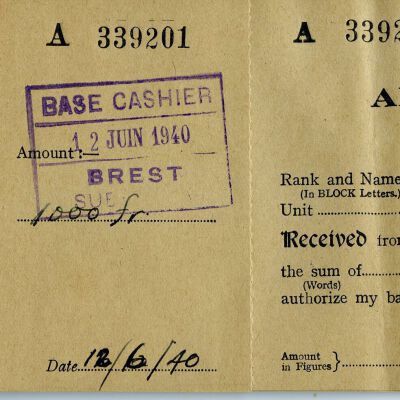 A 339201
BASE CASHIER
12 JUIN 1940
Amount :—
BREST
1000 fr.
Date 12/6/40
A 3392
A
Rank and Name
(In BLOCK Letters.)
Unit
Received from
the sum of
(Words)
authorize my ba
Amount
in Figures }